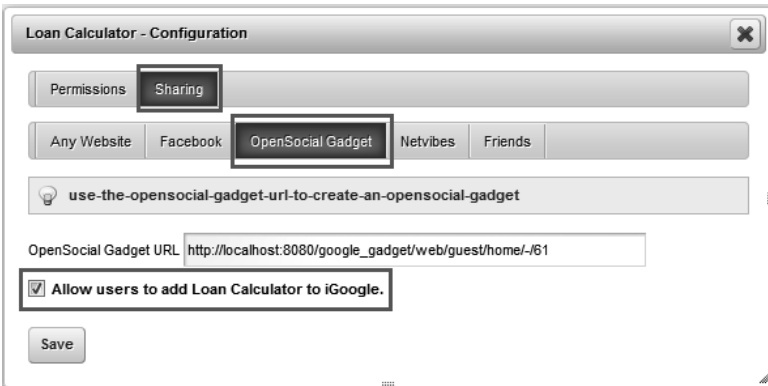 Loan Calculator - Configuration
Permissions Sharing
Any Website Facebook OpenSocial Gadget Netvibes Friends
use-the-opensocial-gadget-url-to-create-an-opensocial-gadget
OpenSocial Gadget URL http://localhost:8080/google_gadget/web/guest/home/-/61
Allow users to add Loan Calculator to iGoogle.
Save